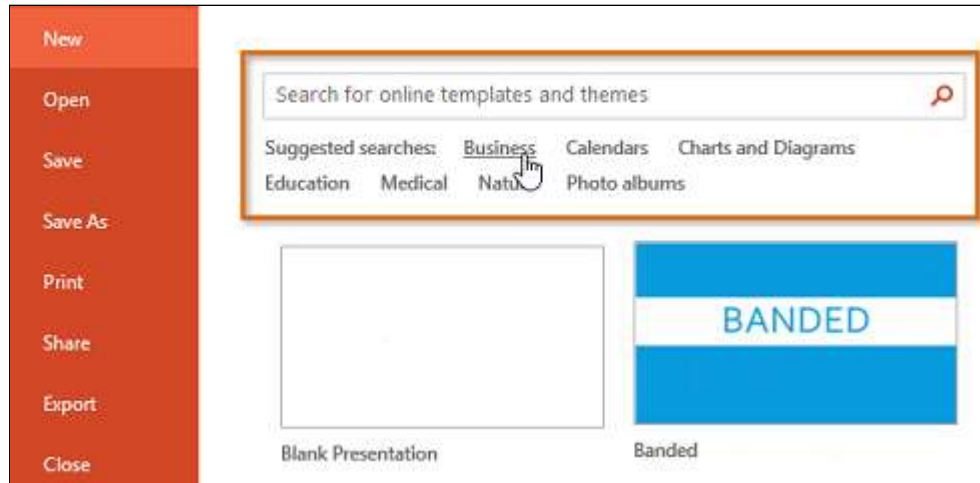 New
Open
Save
Save As
Print
Share
Export
Close
Search for online templates and themes
Suggested searches: Business Calendars Charts and Diagrams
Education Medical Photo albums
BANDED
Blank Presentation
Banded